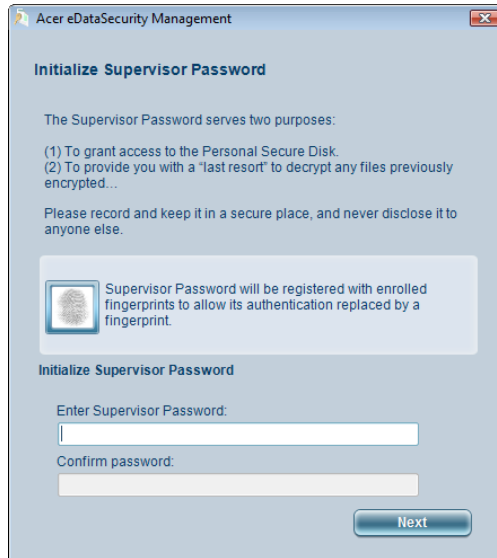 Acer eDataSecurity Management
Initialize Supervisor Password
The Supervisor Password serves two purposes:
(1) To grant access to the Personal Secure Disk.
(2) To provide you with a “last resort” to decrypt any files previously
encrypted...
Please record and keep it in a secure place, and never disclose it to
anyone else.
Supervisor Password will be registered with enrolled
fingerprints to allow its authentication replaced by a
fingerprint.
Initialize Supervisor Password
Enter Supervisor Password:
Confirm password:
Next